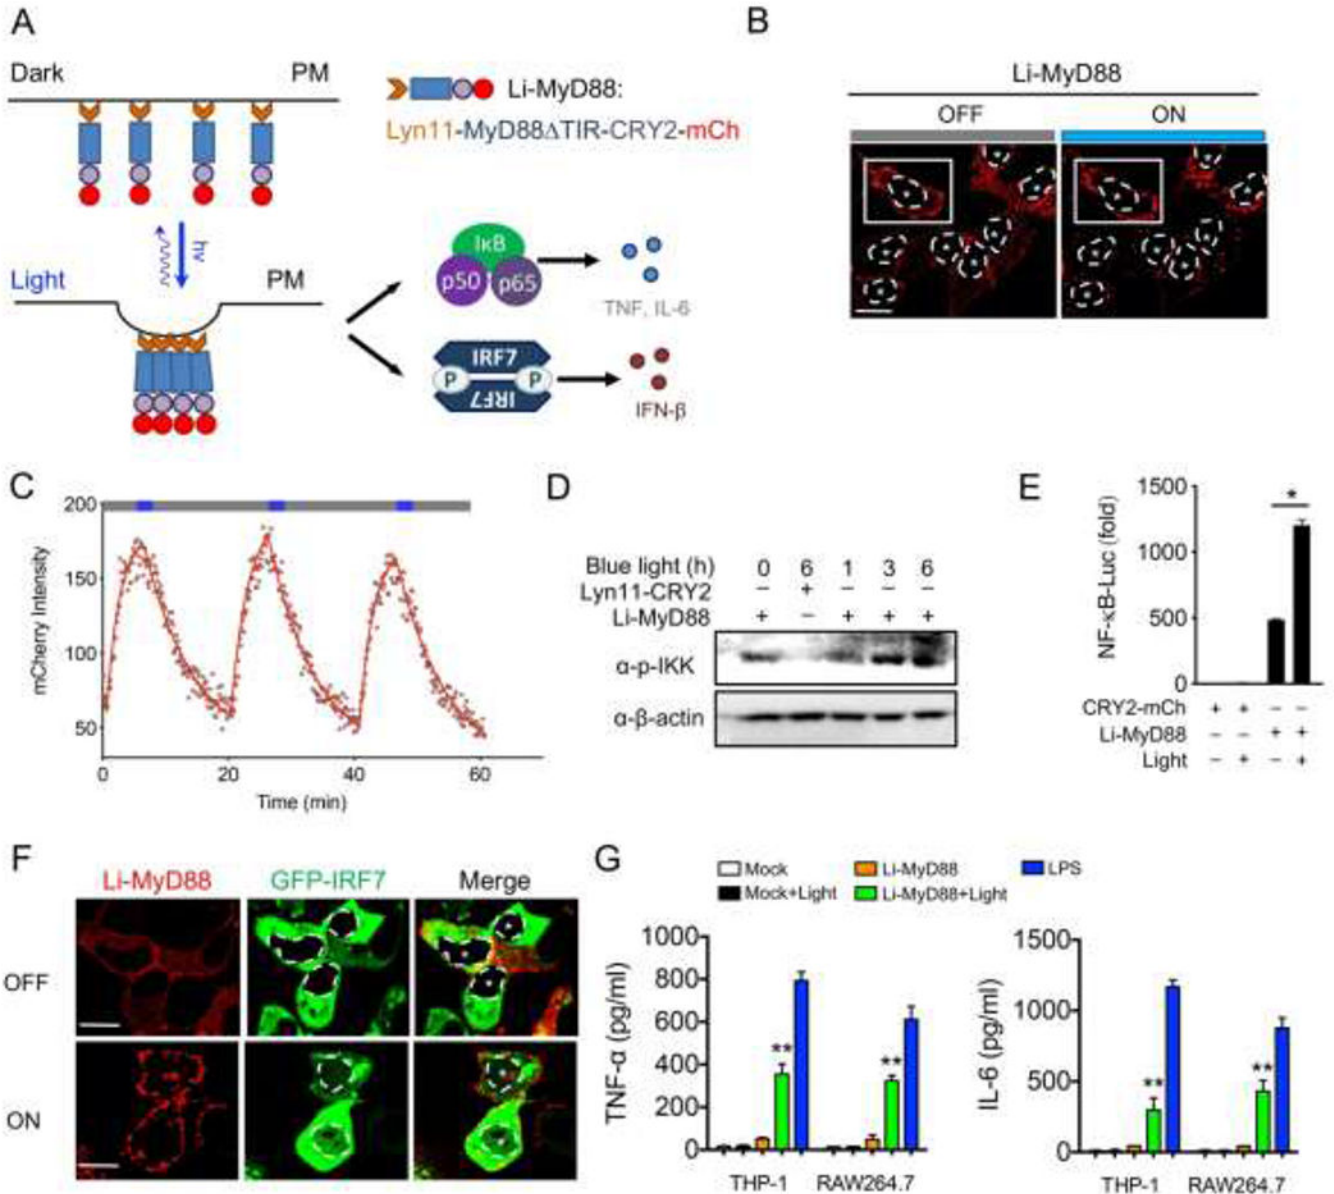 A
Dark
PM
Li-MyD88:
Lyn11-MyD88ΔTIR-CRY2-mCh
hν
Light
PM
IκB
p50
p65
TNF, IL-6
IRF7
P
P
IRF7
IFN-β
B
Li-MyD88
OFF
ON
C
200
150
100
50
mCherry Intensity
0
20
40
60
Time (min)
D
Blue light (h) 0 6 1 3 6
Lyn11-CRY2 – + – – –
Li-MyD88 + – + + +
α-p-IKK
α-β-actin
E
NF-κB-Luc (fold)
1500
1000
500
0
*
CRY2-mCh + + – –
Li-MyD88 – – + +
Light – + – +
F
Li-MyD88
GFP-IRF7
Merge
OFF
ON
G
Mock
Li-MyD88
LPS
Mock+Light
Li-MyD88+Light
TNF-α (pg/ml)
1000
800
600
400
200
0
**
**
THP-1
RAW264.7
IL-6 (pg/ml)
1500
1000
500
0
**
**
THP-1
RAW264.7